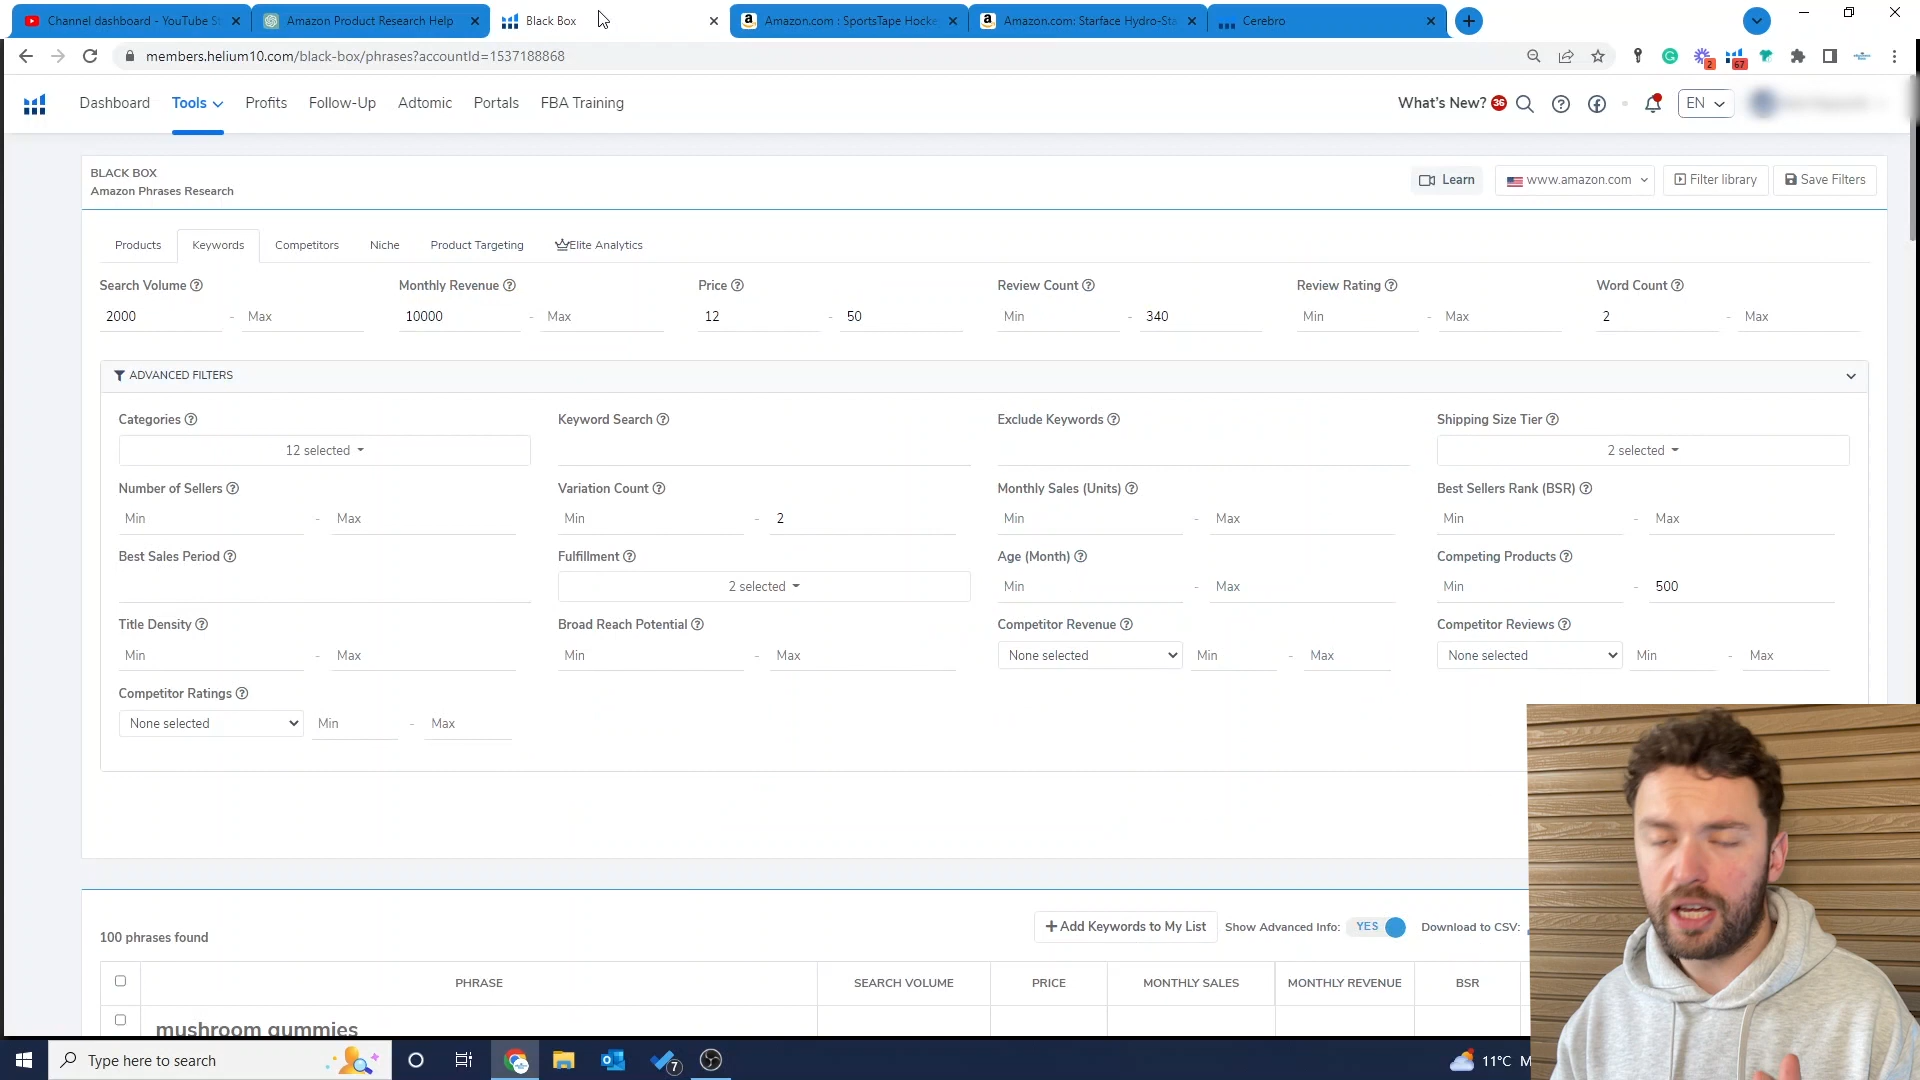 Channel dashboard - YouTube St
Amazon Product Research Help
Black Box
Amazon.com : SportsTape Hocke
Amazon.com: Starface Hydro-Sta
Cerebro
members.helium10.com/black-box/phrases?accountId=1537188868
2
67
Dashboard
Tools
Profits
Follow-Up
Adtomic
Portals
FBA Training
What's New?
36
EN
BLACK BOX
Amazon Phrases Research
Learn
www.amazon.com
Filter library
Save Filters
Products
Keywords
Competitors
Niche
Product Targeting
Elite Analytics
Search Volume
Monthly Revenue
Price
Review Count
Review Rating
Word Count
2000 - Max
10000 - Max
12 - 50
Min - 340
Min - Max
2 - Max
ADVANCED FILTERS
Categories
Keyword Search
Exclude Keywords
Shipping Size Tier
12 selected
2 selected
Number of Sellers
Variation Count
Monthly Sales (Units)
Best Sellers Rank (BSR)
Min - Max
Min - 2
Min - Max
Min - Max
Best Sales Period
Fulfillment
Age (Month)
Competing Products
2 selected
Min - Max
Min - 500
Title Density
Broad Reach Potential
Competitor Revenue
Competitor Reviews
Min - Max
Min - Max
None selected Min - Max
None selected Min - Max
Competitor Ratings
None selected Min - Max
100 phrases found
+ Add Keywords to My List
Show Advanced Info: YES
Download to CSV:
PHRASE
SEARCH VOLUME
PRICE
MONTHLY SALES
MONTHLY REVENUE
BSR
mushroom gummies
Type here to search
7
11°C M